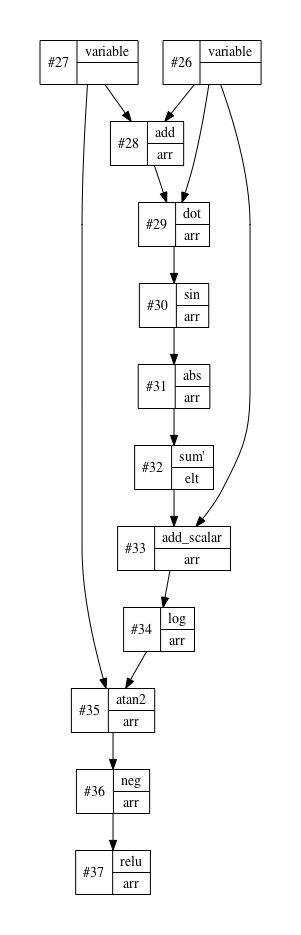 #27 variable
#26 variable
#28 add
arr
#29 dot
arr
#30 sin
arr
#31 abs
arr
#32 sum'
elt
#33 add_scalar
arr
#34 log
arr
#35 atan2
arr
#36 neg
arr
#37 relu
arr